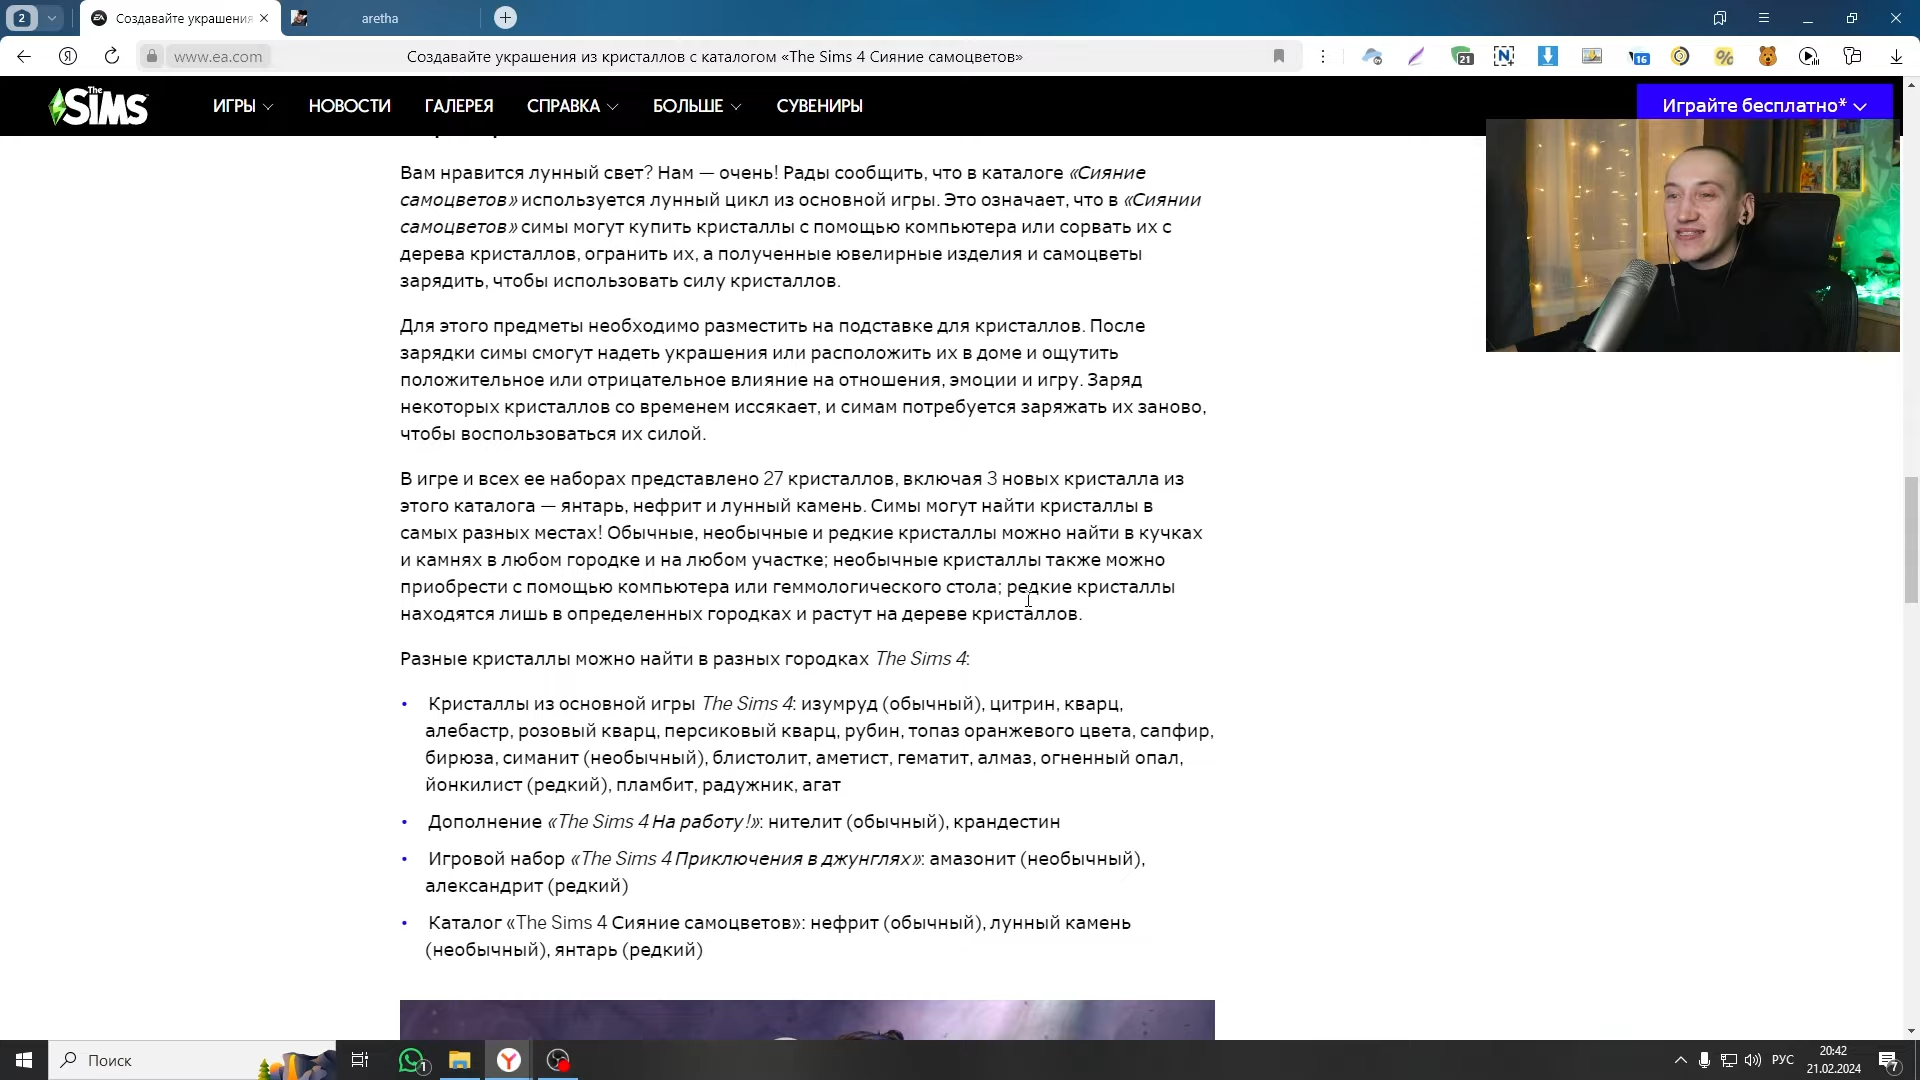 2
Создавайте украшения
aretha
www.ea.com
Создавайте украшения из кристаллов с каталогом «The Sims 4 Сияние самоцветов»
21
16
The Sims
ИГРЫ
НОВОСТИ
ГАЛЕРЕЯ
СПРАВКА
БОЛЬШЕ
СУВЕНИРЫ
Играйте бесплатно*
Вам нравится лунный свет? Нам — очень! Рады сообщить, что в каталоге «Сияние
самоцветов» используется лунный цикл из основной игры. Это означает, что в «Сиянии
самоцветов» симы могут купить кристаллы с помощью компьютера или сорвать их с
дерева кристаллов, огранить их, а полученные ювелирные изделия и самоцветы
зарядить, чтобы использовать силу кристаллов.
Для этого предметы необходимо разместить на подставке для кристаллов. После
зарядки симы смогут надеть украшения или расположить их в доме и ощутить
положительное или отрицательное влияние на отношения, эмоции и игру. Заряд
некоторых кристаллов со временем иссякает, и симам потребуется заряжать их заново,
чтобы воспользоваться их силой.
В игре и всех ее наборах представлено 27 кристаллов, включая 3 новых кристалла из
этого каталога — янтарь, нефрит и лунный камень. Симы могут найти кристаллы в
самых разных местах! Обычные, необычные и редкие кристаллы можно найти в кучках
и камнях в любом городке и на любом участке; необычные кристаллы также можно
приобрести с помощью компьютера или геммологического стола; редкие кристаллы
находятся лишь в определенных городках и растут на дереве кристаллов.
Разные кристаллы можно найти в разных городках The Sims 4:
• Кристаллы из основной игры The Sims 4: изумруд (обычный), цитрин, кварц,
алебастр, розовый кварц, персиковый кварц, рубин, топаз оранжевого цвета, сапфир,
бирюза, симанит (необычный), блистолит, аметист, гематит, алмаз, огненный опал,
йонкилист (редкий), пламбит, радужник, агат
• Дополнение «The Sims 4 На работу!»: нителит (обычный), крандестин
• Игровой набор «The Sims 4 Приключения в джунглях»: амазонит (необычный),
александрит (редкий)
• Каталог «The Sims 4 Сияние самоцветов»: нефрит (обычный), лунный камень
(необычный), янтарь (редкий)
Поиск
1
РУС
20:42
21.02.2024
7